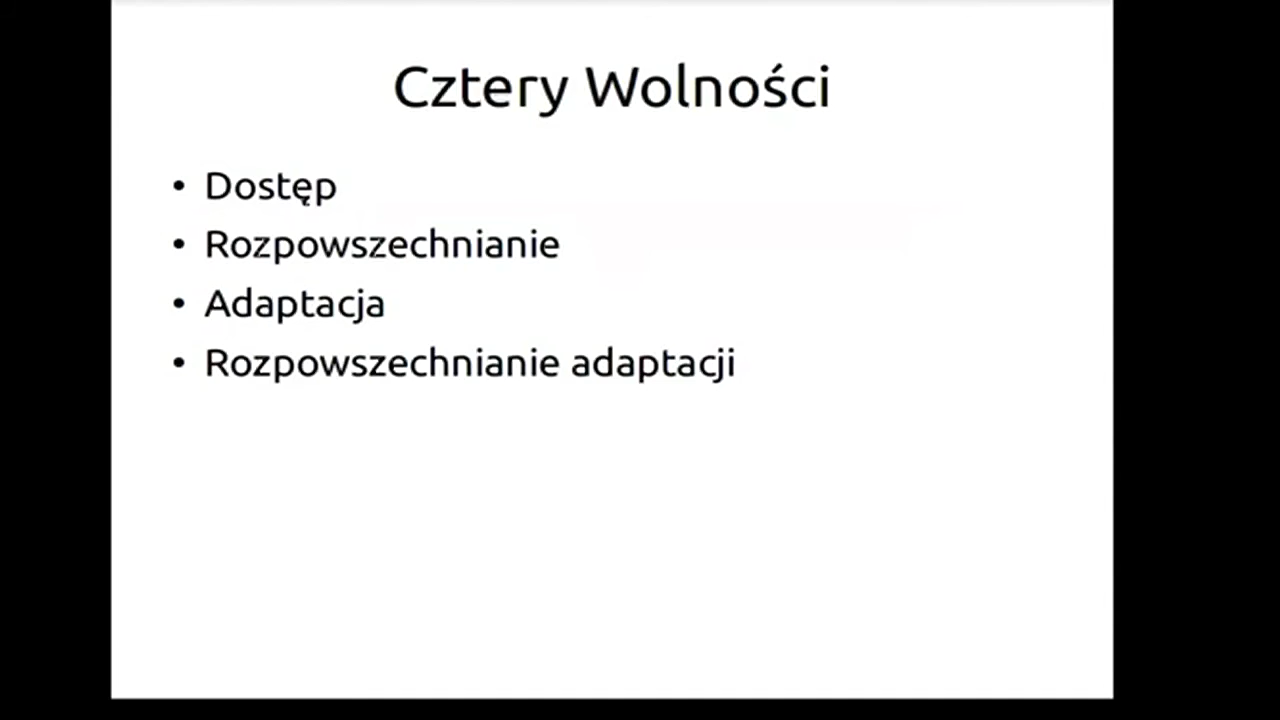 Cztery Wolności
• Dostęp
• Rozpowszechnianie
• Adaptacja
• Rozpowszechnianie adaptacji